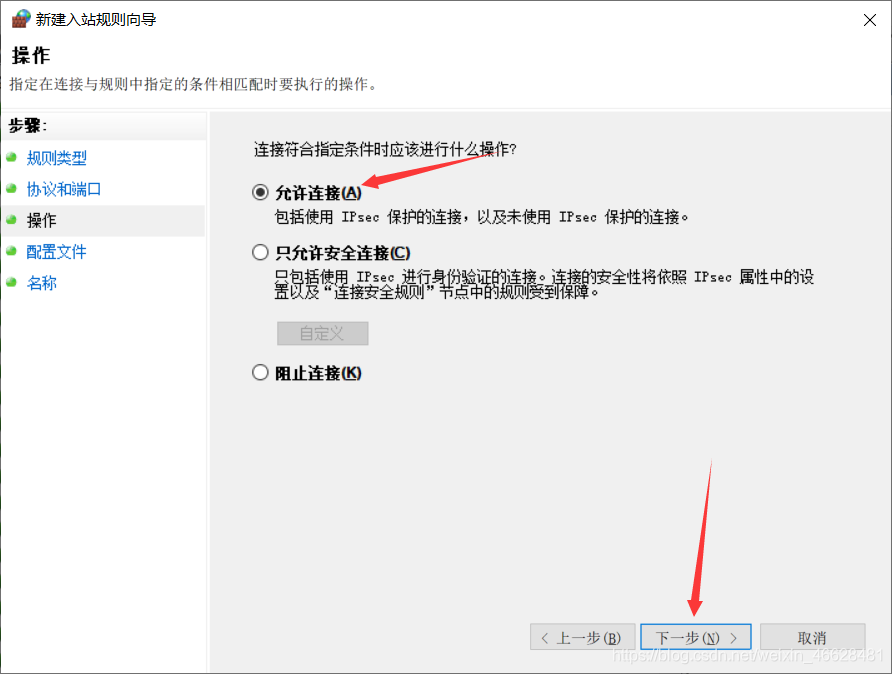 新建入站规则向导
操作
指定在连接与规则中指定的条件相匹配时要执行的操作。
步骤:
规则类型
协议和端口
操作
配置文件
名称
连接符合指定条件时应该进行什么操作?
允许连接(A)
包括使用 IPsec 保护的连接，以及未使用 IPsec 保护的连接。
只允许安全连接(C)
只包括使用 IPsec 进行身份验证的连接。连接的安全性将依照 IPsec 属性中的设
置以及“连接安全规则”节点中的规则受到保障。
自定义
阻止连接(K)
< 上一步(B)
下一步(N) >
取消
https://blog.csdn.net/weixin_46628481